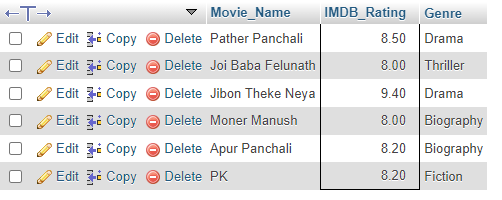 ←T→ Movie_Name IMDB_Rating Genre
Edit Copy Delete Pather Panchali 8.50 Drama
Edit Copy Delete Joi Baba Felunath 8.00 Thriller
Edit Copy Delete Jibon Theke Neya 9.40 Drama
Edit Copy Delete Moner Manush 8.00 Biography
Edit Copy Delete Apur Panchali 8.20 Biography
Edit Copy Delete PK 8.20 Fiction